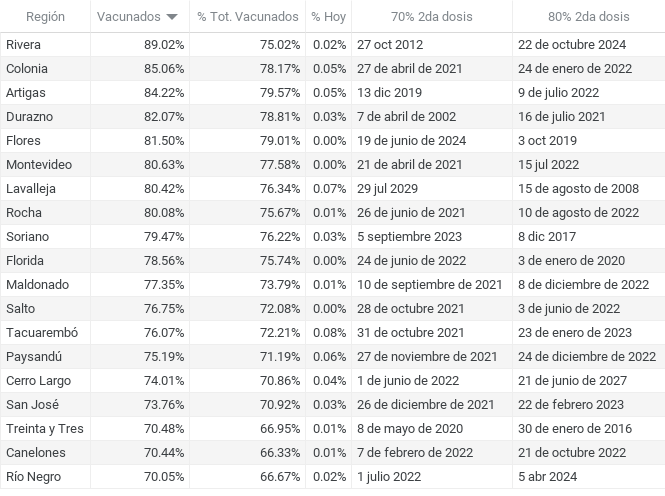 Región Vacunados % Tot. Vacunados % Hoy 70% 2da dosis 80% 2da dosis
Rivera 89.02% 75.02% 0.02% 27 oct 2012 22 de octubre 2024
Colonia 85.06% 78.17% 0.05% 27 de abril de 2021 24 de enero de 2022
Artigas 84.22% 79.57% 0.05% 13 dic 2019 9 de julio 2022
Durazno 82.07% 78.81% 0.03% 7 de abril de 2002 16 de julio 2021
Flores 81.50% 79.01% 0.00% 19 de junio de 2024 3 oct 2019
Montevideo 80.63% 77.58% 0.00% 21 de abril de 2021 15 jul 2022
Lavalleja 80.42% 76.34% 0.07% 29 jul 2029 15 de agosto de 2008
Rocha 80.08% 75.67% 0.01% 26 de junio de 2021 10 de agosto de 2022
Soriano 79.47% 76.22% 0.03% 5 septiembre 2023 8 dic 2017
Florida 78.56% 75.74% 0.00% 24 de junio de 2022 3 de enero de 2020
Maldonado 77.35% 73.79% 0.01% 10 de septiembre de 2021 8 de diciembre de 2022
Salto 76.75% 72.08% 0.00% 28 de octubre 2021 3 de junio de 2022
Tacuarembó 76.07% 72.21% 0.08% 31 de octubre 2021 23 de enero de 2023
Paysandú 75.19% 71.19% 0.06% 27 de noviembre de 2021 24 de diciembre de 2022
Cerro Largo 74.01% 70.86% 0.04% 1 de junio de 2022 21 de junio de 2027
San José 73.76% 70.92% 0.03% 26 de diciembre de 2021 22 de febrero 2023
Treinta y Tres 70.48% 66.95% 0.01% 8 de mayo de 2020 30 de enero de 2016
Canelones 70.44% 66.33% 0.01% 7 de febrero de 2022 21 de octubre de 2022
Río Negro 70.05% 66.67% 0.02% 1 julio 2022 5 abr 2024